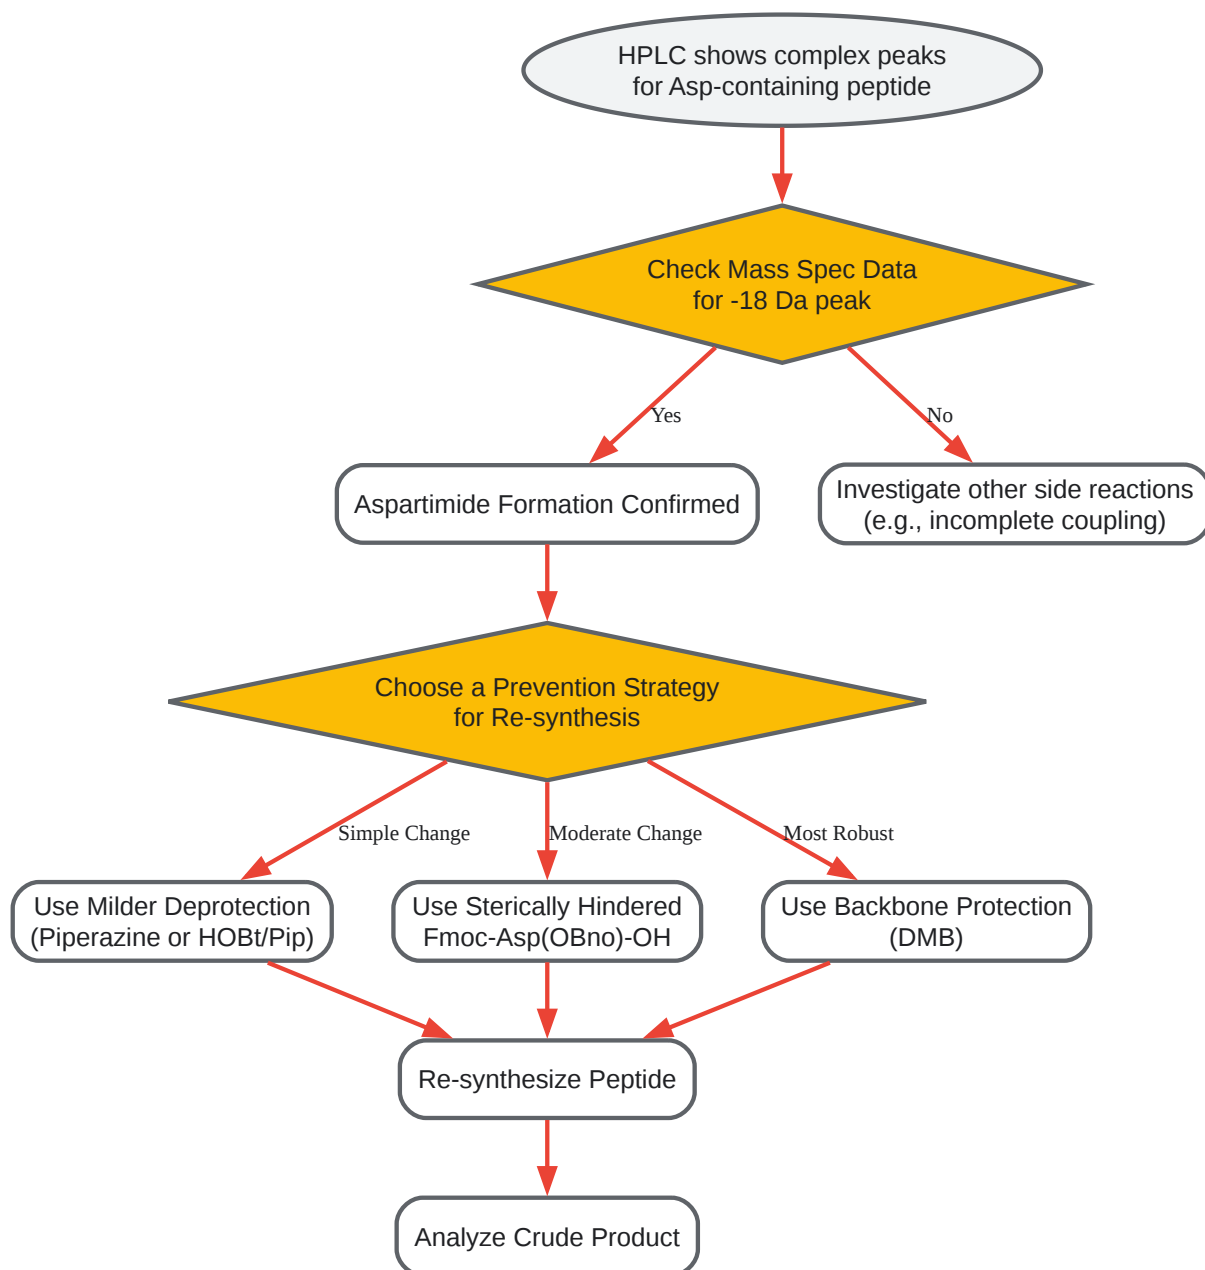 HPLC shows complex peaks
for Asp-containing peptide
Check Mass Spec Data
for -18 Da peak
Yes
No
Aspartimide Formation Confirmed
Investigate other side reactions
(e.g., incomplete coupling)
Choose a Prevention Strategy
for Re-synthesis
Simple Change
Moderate Change
Most Robust
Use Milder Deprotection
(Piperazine or HOBt/Pip)
Use Sterically Hindered
Fmoc-Asp(OBno)-OH
Use Backbone Protection
(DMB)
Re-synthesize Peptide
Analyze Crude Product